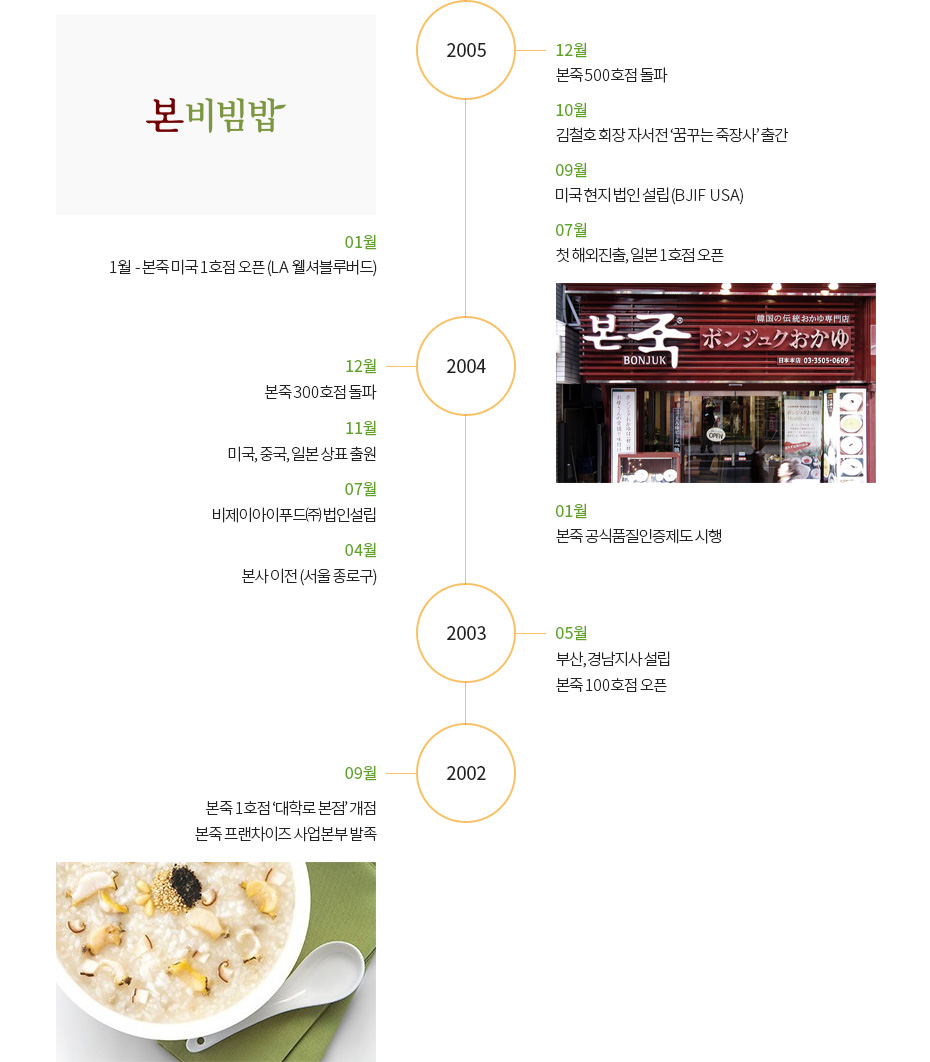 본비빔밥
01월
1월 - 본죽 미국 1호점 오픈 (LA 웰셔블루버드)
2005
12월
본죽 500호점 돌파
10월
김철호 회장 자서전 ‘꿈꾸는 죽장사’ 출간
09월
미국 현지 법인 설립 (BJIF USA)
07월
첫 해외진출, 일본 1호점 오픈
본죽®
BONJUK
韓国の伝統おかゆ専門店
ボンジュクおかゆ
日本本店 03-3505-0609
OPEN
01월
본죽 공식품질인증제도 시행
2004
12월
본죽 300호점 돌파
11월
미국, 중국, 일본 상표 출원
07월
비제이아이푸드㈜ 법인설립
04월
본사 이전 (서울 종로구)
2003
05월
부산, 경남지사 설립
본죽 100호점 오픈
2002
09월
본죽 1호점 ‘대학로 본점’ 개점
본죽 프랜차이즈 사업본부 발족